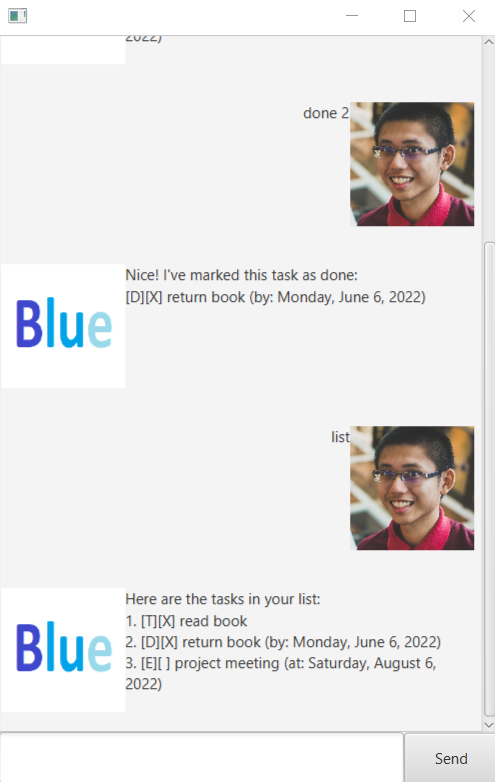 2022)
done 2
Nice! I've marked this task as done:
[D][X] return book (by: Monday, June 6, 2022)
Blue
list
Here are the tasks in your list:
1. [T][X] read book
2. [D][X] return book (by: Monday, June 6, 2022)
3. [E][ ] project meeting (at: Saturday, August 6,
2022)
Blue
Send